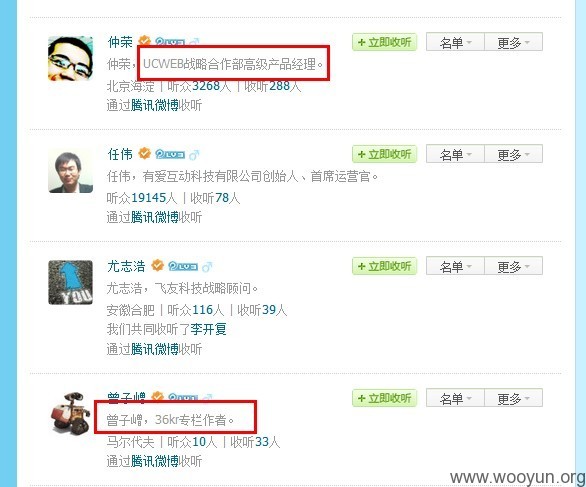 仲荣 LV3 立即收听 名单 更多
仲荣，UCWEB战略合作部高级产品经理。
北京海淀｜听众3268人｜收听288人
通过腾讯微博收听
任伟 LV3 立即收听 名单 更多
任伟，有爱互动科技有限公司创始人、首席运营官。
听众19145人｜收听78人
通过腾讯微博收听
YOU
尤志浩 LV3 立即收听 名单 更多
尤志浩，飞友科技战略顾问。
安徽合肥｜听众116人｜收听39人
我们共同收听了李开复
通过腾讯微博收听
曾子嶒 立即收听 名单 更多
曾子嶒，36kr专栏作者。
马尔代夫｜听众10人｜收听33人
通过腾讯微博收听
www.wooyun.org